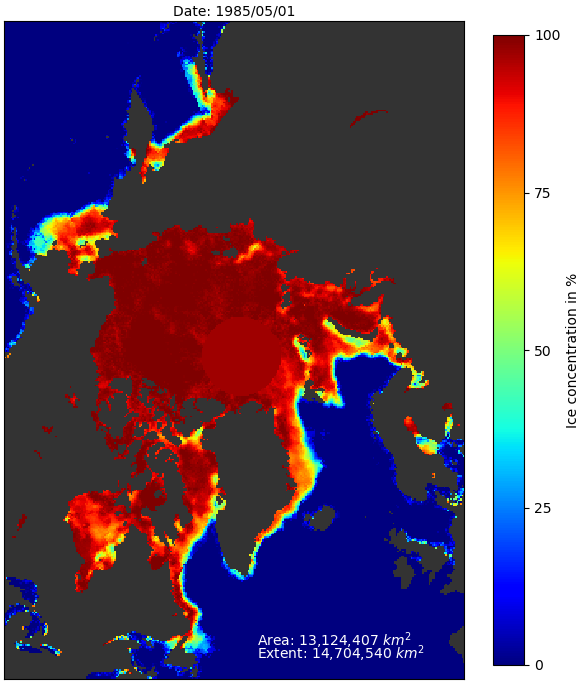 Date: 1985/05/01
100
75
50
25
0
Ice concentration in %
Area: 13,124,407 km²
Extent: 14,704,540 km²